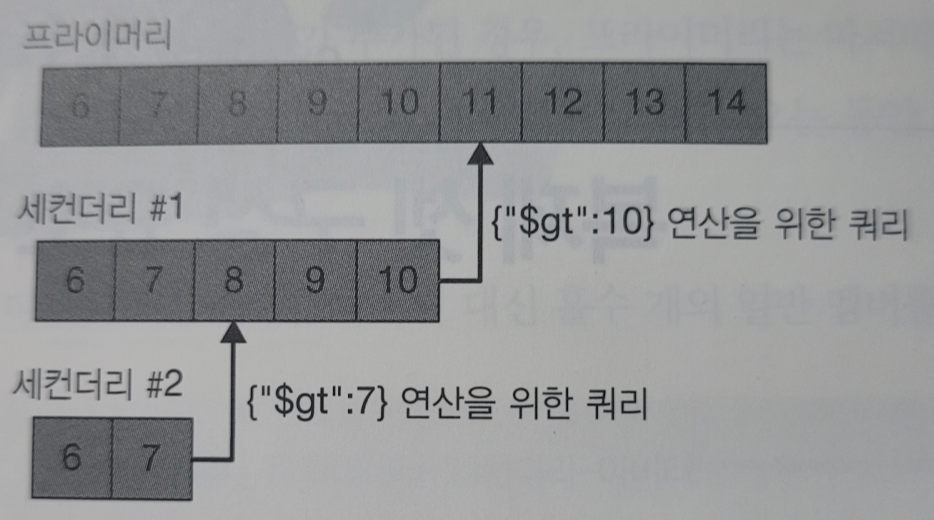 프라이머리
6 7 8 9 10 11 12 13 14
세컨더리 #1
{"$gt":10} 연산을 위한 쿼리
6 7 8 9 10
세컨더리 #2
{"$gt":7} 연산을 위한 쿼리
6 7